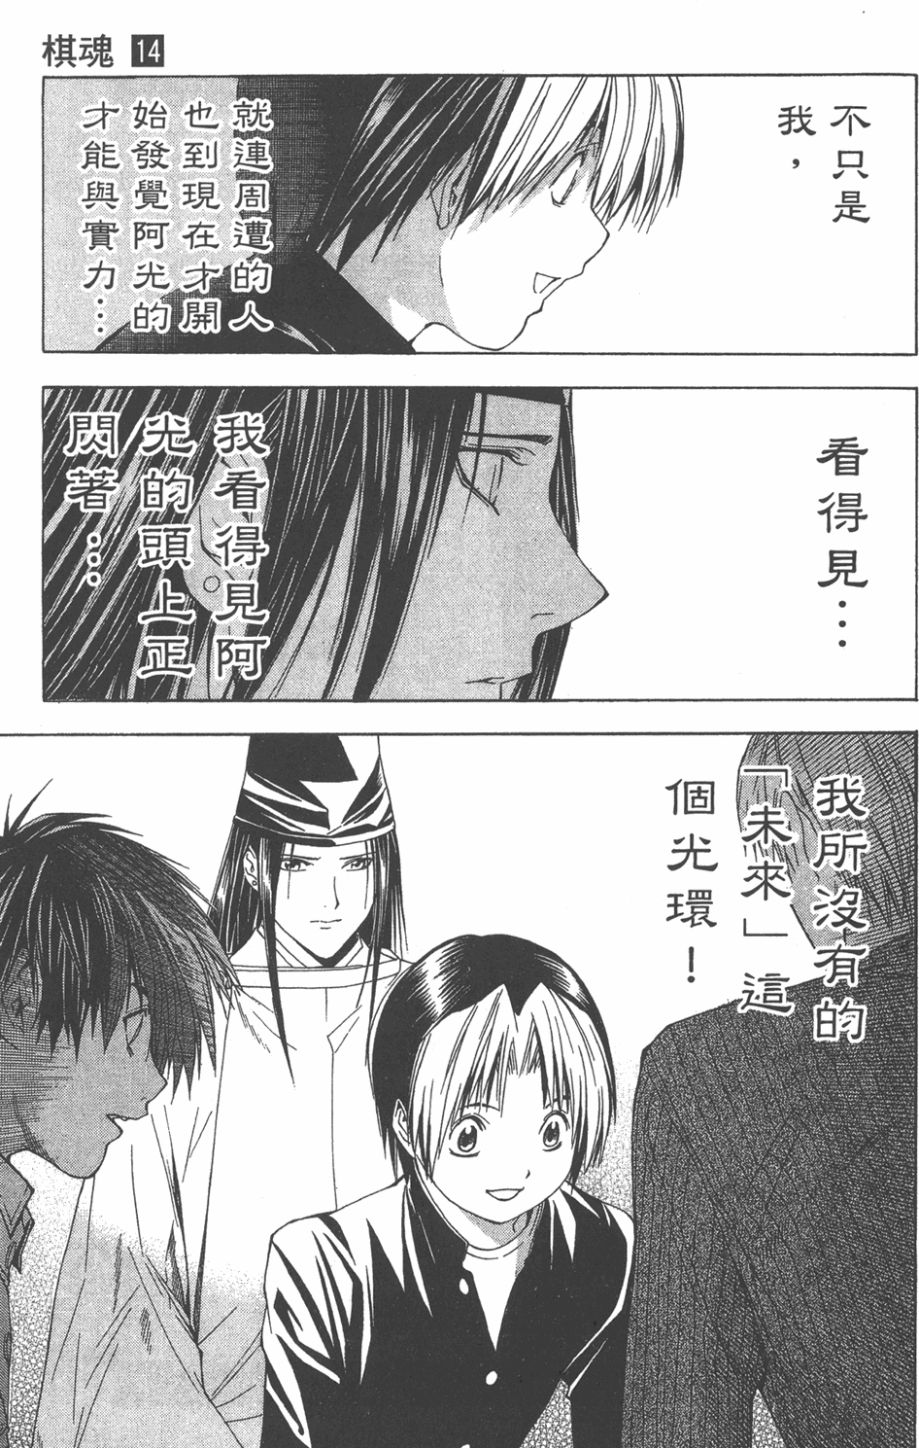 棋魂 14
不只是
我，
就連周遭的人
也到現在才開
始發覺阿光的
才能與實力…
看得見…
我看得見阿
光的頭上正
閃著…
我所沒有的
「未來」這
個光環！